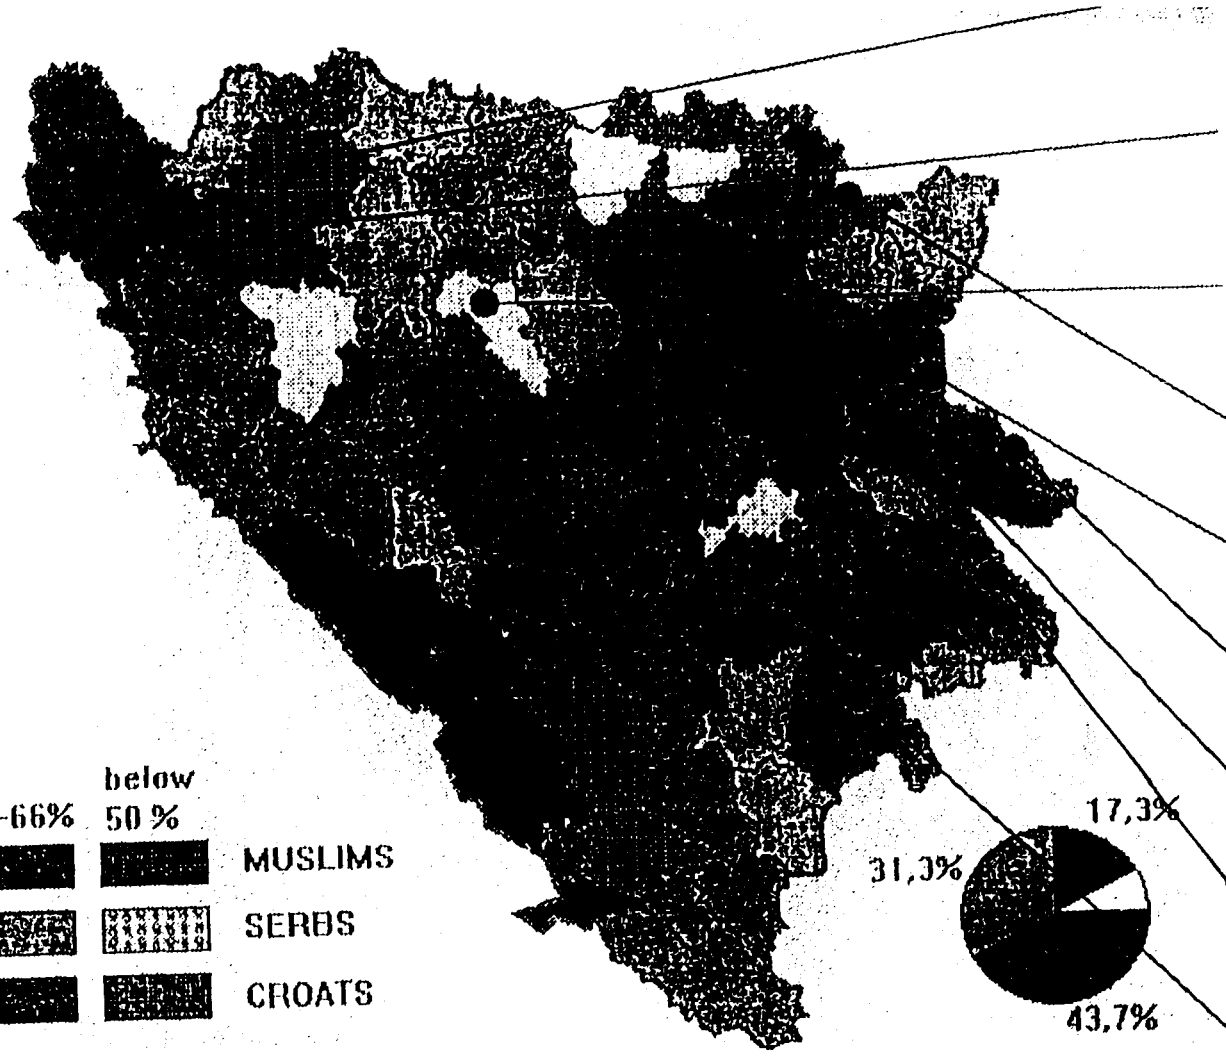 below
-66% 50 %
MUSLIMS
SERBS
CROATS
17,3%
31,3%
43,7%